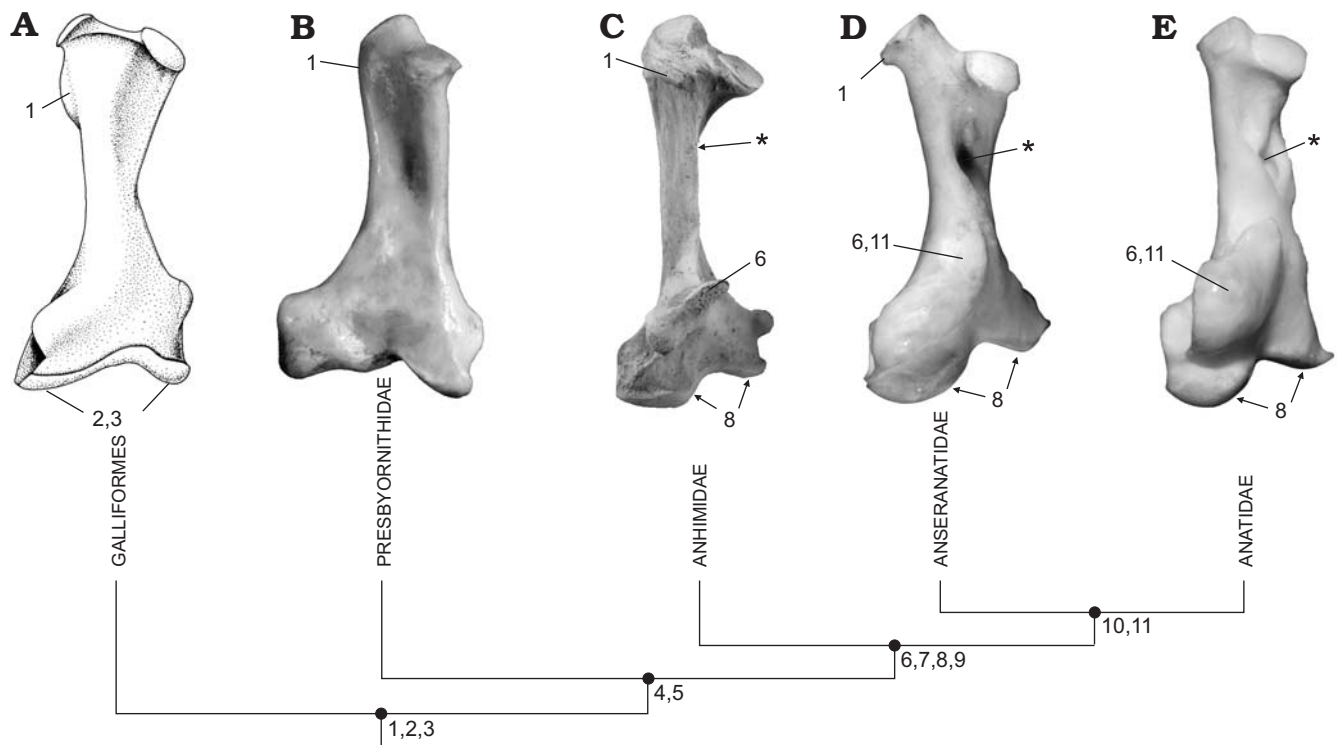 A B C D E
1 1 1 1
* * *
6,11 6 6,11
2,3 8 8 8
GALLIFORMES
PRESBYORNITHIDAE
ANHIMIDAE
ANSERANATIDAE
ANATIDAE
10,11
6,7,8,9
4,5
1,2,3